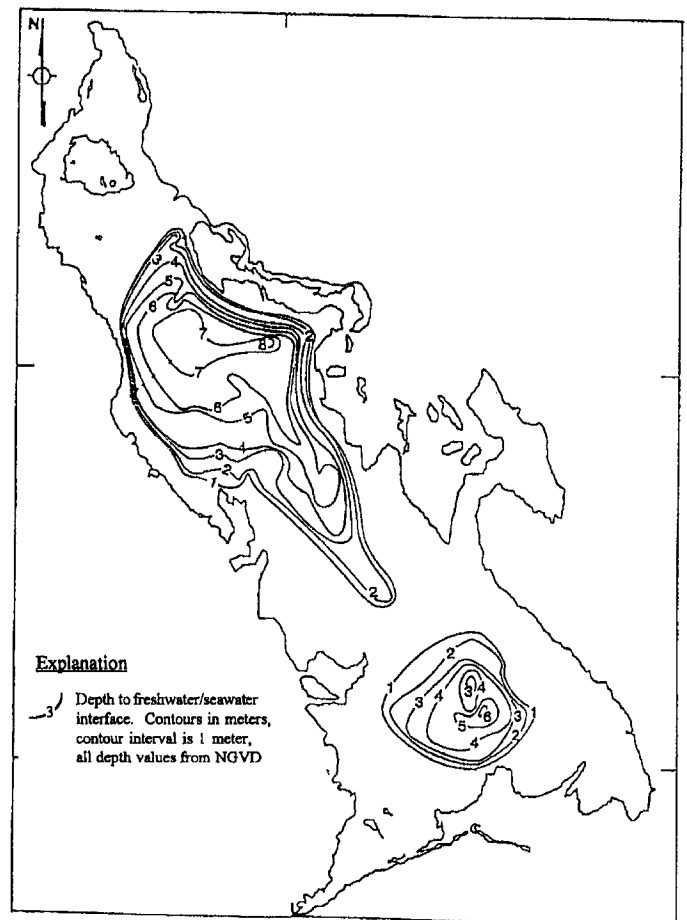 N
3 4
5
6
7
8
2
7
6
5
4
3
2
1
2
Explanation
3 Depth to freshwater/seawater
interface. Contours in meters,
contour interval is 1 meter,
all depth values from NGVD
2
1
3 4 3 4
5 6 3 1
4 2